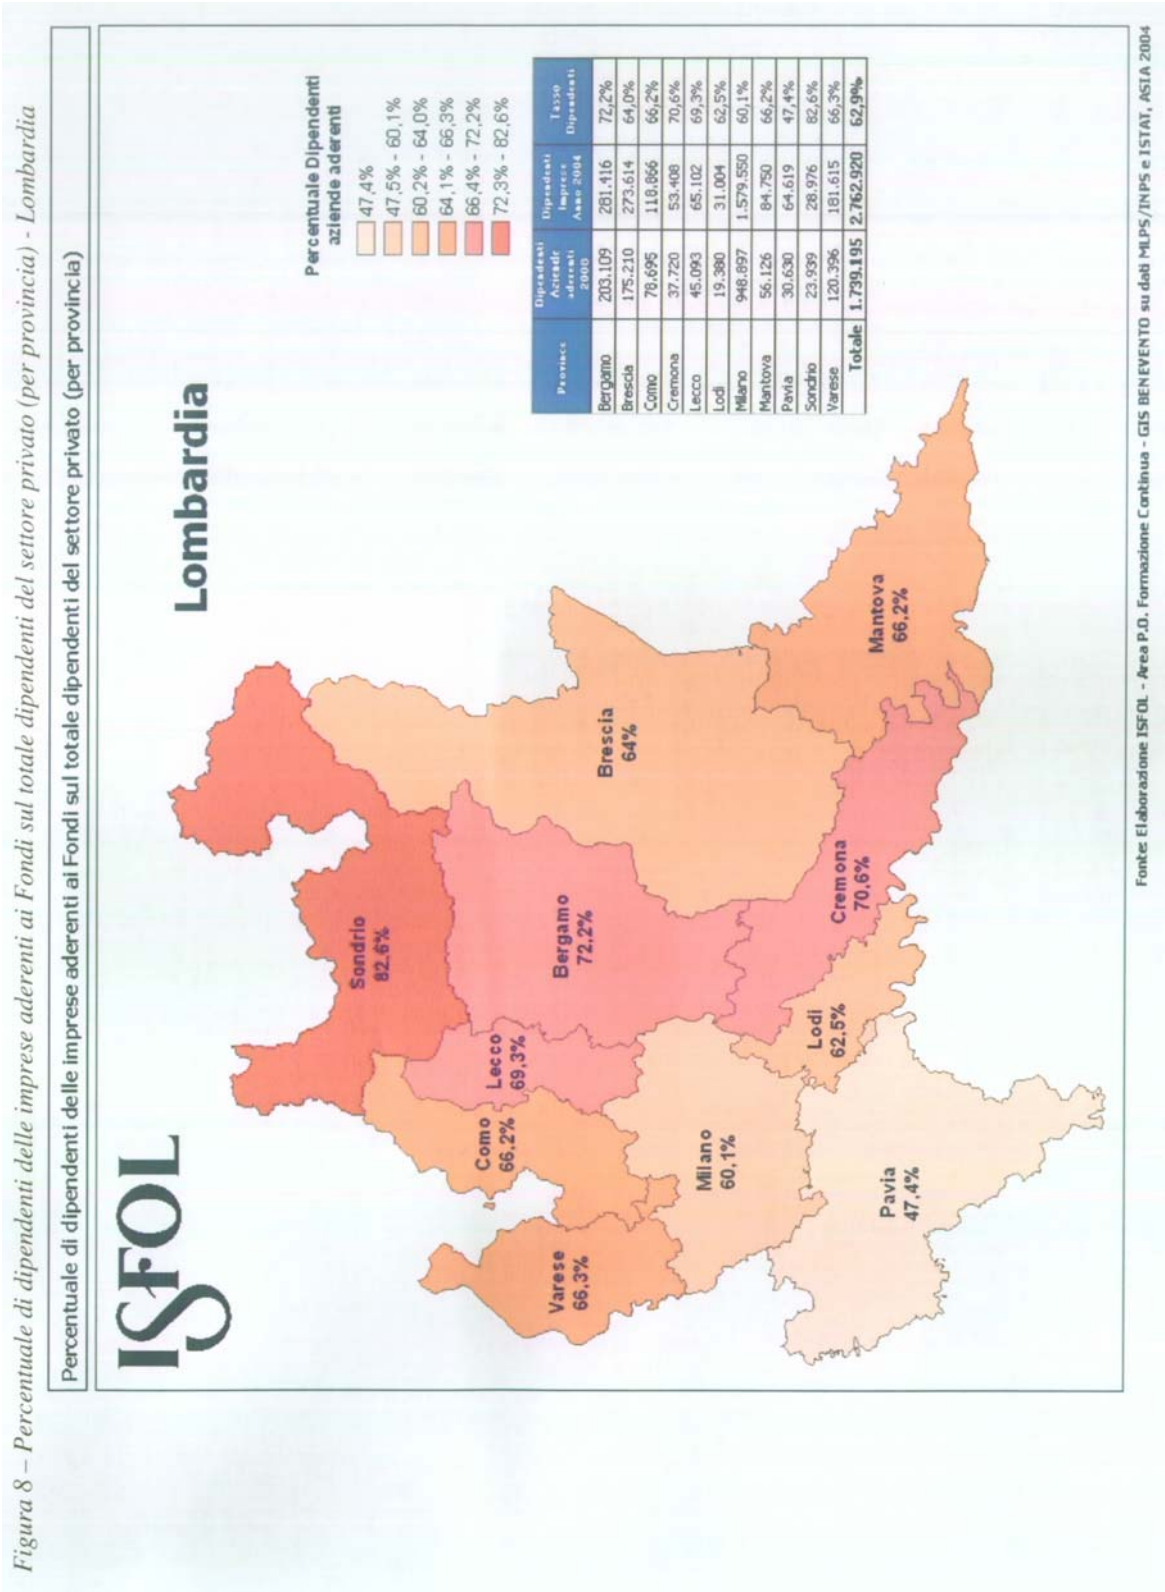 Figura 8 – Percentuale di dipendenti delle imprese aderenti ai Fondi sul totale dipendenti del settore privato (per provincia) - Lombardia
Percentuale di dipendenti delle imprese aderenti ai Fondi sul totale dipendenti del settore privato (per provincia)
ISFOL
Lombardia
Percentuale Dipendenti
aziende aderenti
47,4%
47,5% - 60,1%
60,2% - 64,0%
64,1% - 66,3%
66,4% - 72,2%
72,3% - 82,6%
Sondrio
82.6%
Lecco
69,3%
Como
66,2%
Varese
66,3%
Bergamo
72.2%
Brescia
64%
Milano
60,1%
Lodi
62,5%
Cremona
70,6%
Mantova
66.2%
Pavia
47,4%
Province Dipendenti Aziende aderenti 2008 Dipendenti Imprese Anno 2004 Tasso Dipendenti
Bergamo 203.109 281.416 72,2%
Brescia 175.210 273.614 64,0%
Como 78.695 118.866 66,2%
Cremona 37.720 53.408 70,6%
Lecco 45.093 65.102 69,3%
Lodi 19.380 31.004 62,5%
Milano 948.897 1.579.550 60,1%
Mantova 56.126 84.750 66,2%
Pavia 30.630 64.619 47,4%
Sondrio 23.939 28.976 82,6%
Varese 120.396 181.615 66,3%
Totale 1.739.195 2.762.920 62,9%
Fonte: Elaborazione ISFOL - Area P.O. Formazione Continua - GIS BENEVENTO su dati MLPS/INPS e ISTAT, ASIA 2004